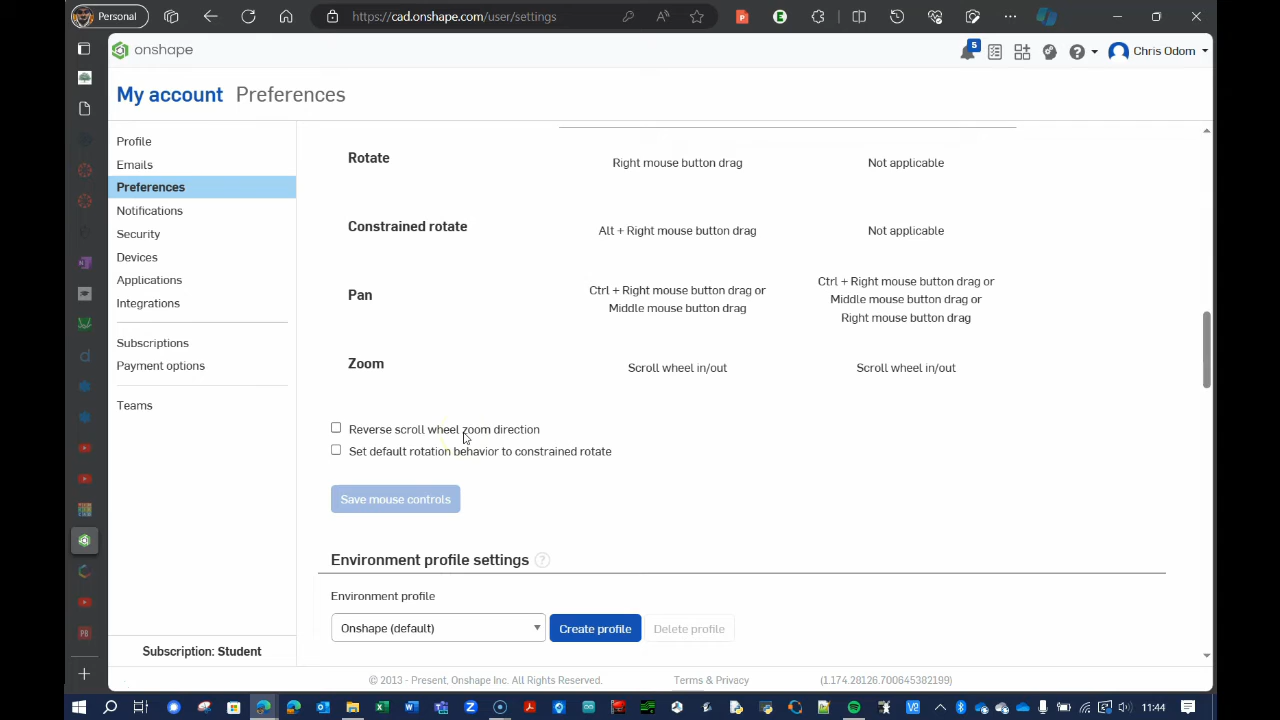 Personal
https://cad.onshape.com/user/settings
onshape
5
Chris Odom
My account Preferences
Profile
Emails
Preferences
Notifications
Security
Devices
Applications
Integrations
Subscriptions
Payment options
Teams
Subscription: Student
Rotate
Right mouse button drag
Not applicable
Constrained rotate
Alt + Right mouse button drag
Not applicable
Pan
Ctrl + Right mouse button drag or
Middle mouse button drag
Ctrl + Right mouse button drag or
Middle mouse button drag or
Right mouse button drag
Zoom
Scroll wheel in/out
Scroll wheel in/out
Reverse scroll wheel zoom direction
Set default rotation behavior to constrained rotate
Save mouse controls
Environment profile settings ?
Environment profile
Onshape (default)
Create profile
Delete profile
© 2013 - Present, Onshape Inc. All Rights Reserved.
Terms & Privacy
(1.174.28126.700645382199)
11:44